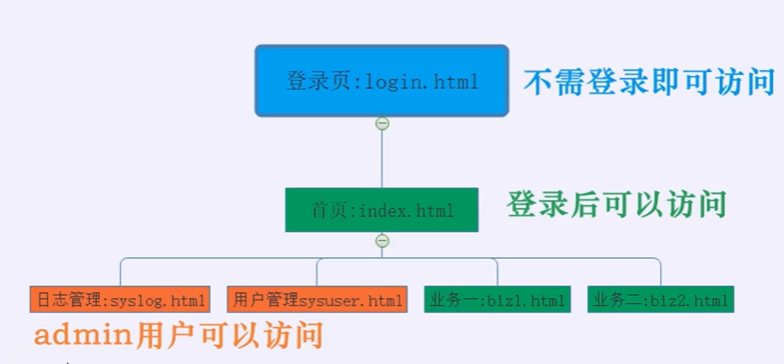 登录页:login.html
不需登录即可访问
首页:index.html
登录后可以访问
日志管理:syslog.html
用户管理sysuser.html
业务一:biz1.html
业务二:biz2.html
admin用户可以访问